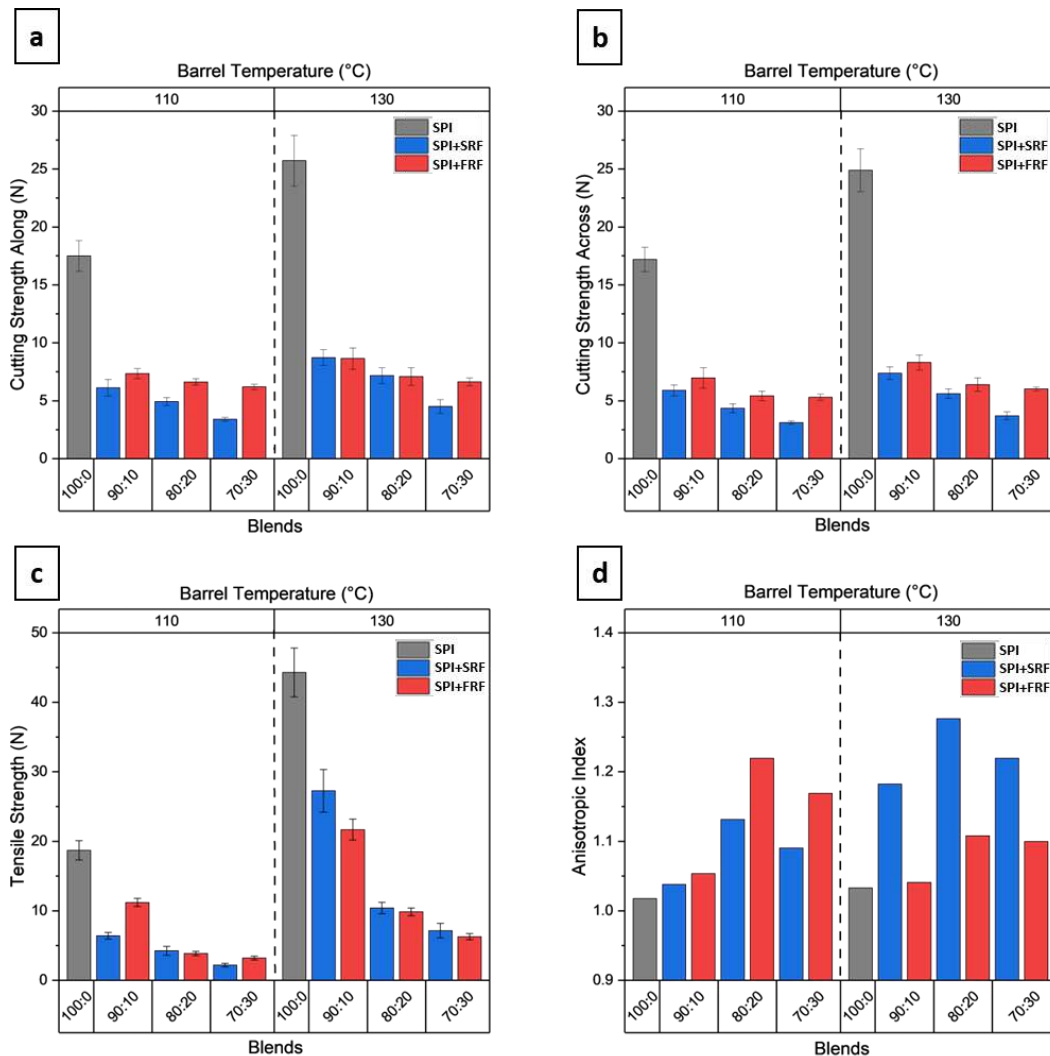 a
Barrel Temperature (°C)
110 130
30
25
20
15
10
5
0
Cutting Strength Along (N)
SPI
SPI+SRF
SPI+FRF
100:0 90:10 80:20 70:30 100:0 90:10 80:20 70:30
Blends
b
Barrel Temperature (°C)
110 130
30
25
20
15
10
5
0
Cutting Strength Across (N)
SPI
SPI+SRF
SPI+FRF
100:0 90:10 80:20 70:30 100:0 90:10 80:20 70:30
Blends
c
Barrel Temperature (°C)
110 130
50
40
30
20
10
0
Tensile Strength (N)
SPI
SPI+SRF
SPI+FRF
100:0 90:10 80:20 70:30 100:0 90:10 80:20 70:30
Blends
d
Barrel Temperature (°C)
110 130
1.4
1.3
1.2
1.1
1.0
0.9
Anisotropic Index
SPI
SPI+SRF
SPI+FRF
100:0 90:10 80:20 70:30 100:0 90:10 80:20 70:30
Blends